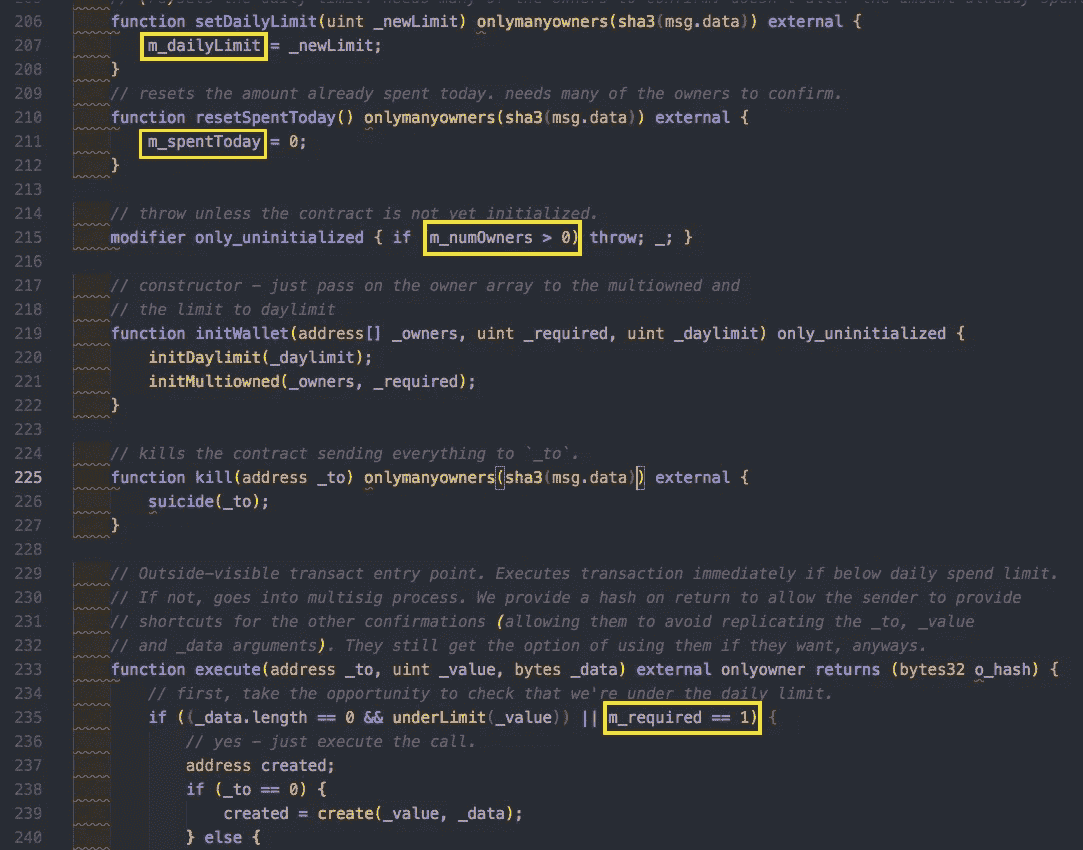 206 function setDailyLimit(uint _newLimit) onlymanyowners(sha3(msg.data)) external {
207 m_dailyLimit = _newLimit;
208 }
209 // resets the amount already spent today. needs many of the owners to confirm.
210 function resetSpentToday() onlymanyowners(sha3(msg.data)) external {
211 m_spentToday = 0;
212 }
213
214 // throw unless the contract is not yet initialized.
215 modifier only_uninitialized { if m_numOwners > 0) throw; _; }
216
217 // constructor - just pass on the owner array to the multiowned and
218 // the limit to daylimit
219 function initWallet(address[] _owners, uint _required, uint _daylimit) only_uninitialized {
220 initDaylimit(_daylimit);
221 initMultiowned(_owners, _required);
222 }
223
224 // kills the contract sending everything to `_to`.
225 function kill(address _to) onlymanyowners(sha3(msg.data)) external {
226 suicide(_to);
227 }
228
229 // Outside-visible transact entry point. Executes transaction immediately if below daily spend limit.
230 // If not, goes into multisig process. We provide a hash on return to allow the sender to provide
231 // shortcuts for the other confirmations (allowing them to avoid replicating the _to, _value
232 // and _data arguments). They still get the option of using them if they want, anyways.
233 function execute(address _to, uint _value, bytes _data) external onlyowner returns (bytes32 o_hash) {
234 // first, take the opportunity to check that we're under the daily limit.
235 if ((_data.length == 0 && underLimit(_value)) || m_required == 1) {
236 // yes - just execute the call.
237 address created;
238 if (_to == 0) {
239 created = create(_value, _data);
240 } else {